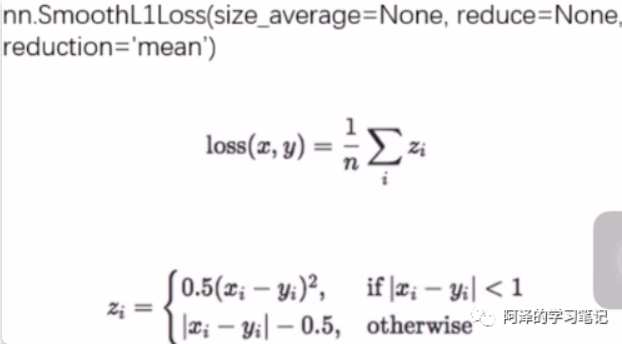 nn.SmoothL1Loss(size_average=None, reduce=None,
reduction='mean')
loss(x, y) = 1/n ∑_i z_i
z_i = { 0.5(x_i − y_i)², if |x_i − y_i| < 1
|x_i − y_i| − 0.5, otherwise
阿泽的学习笔记